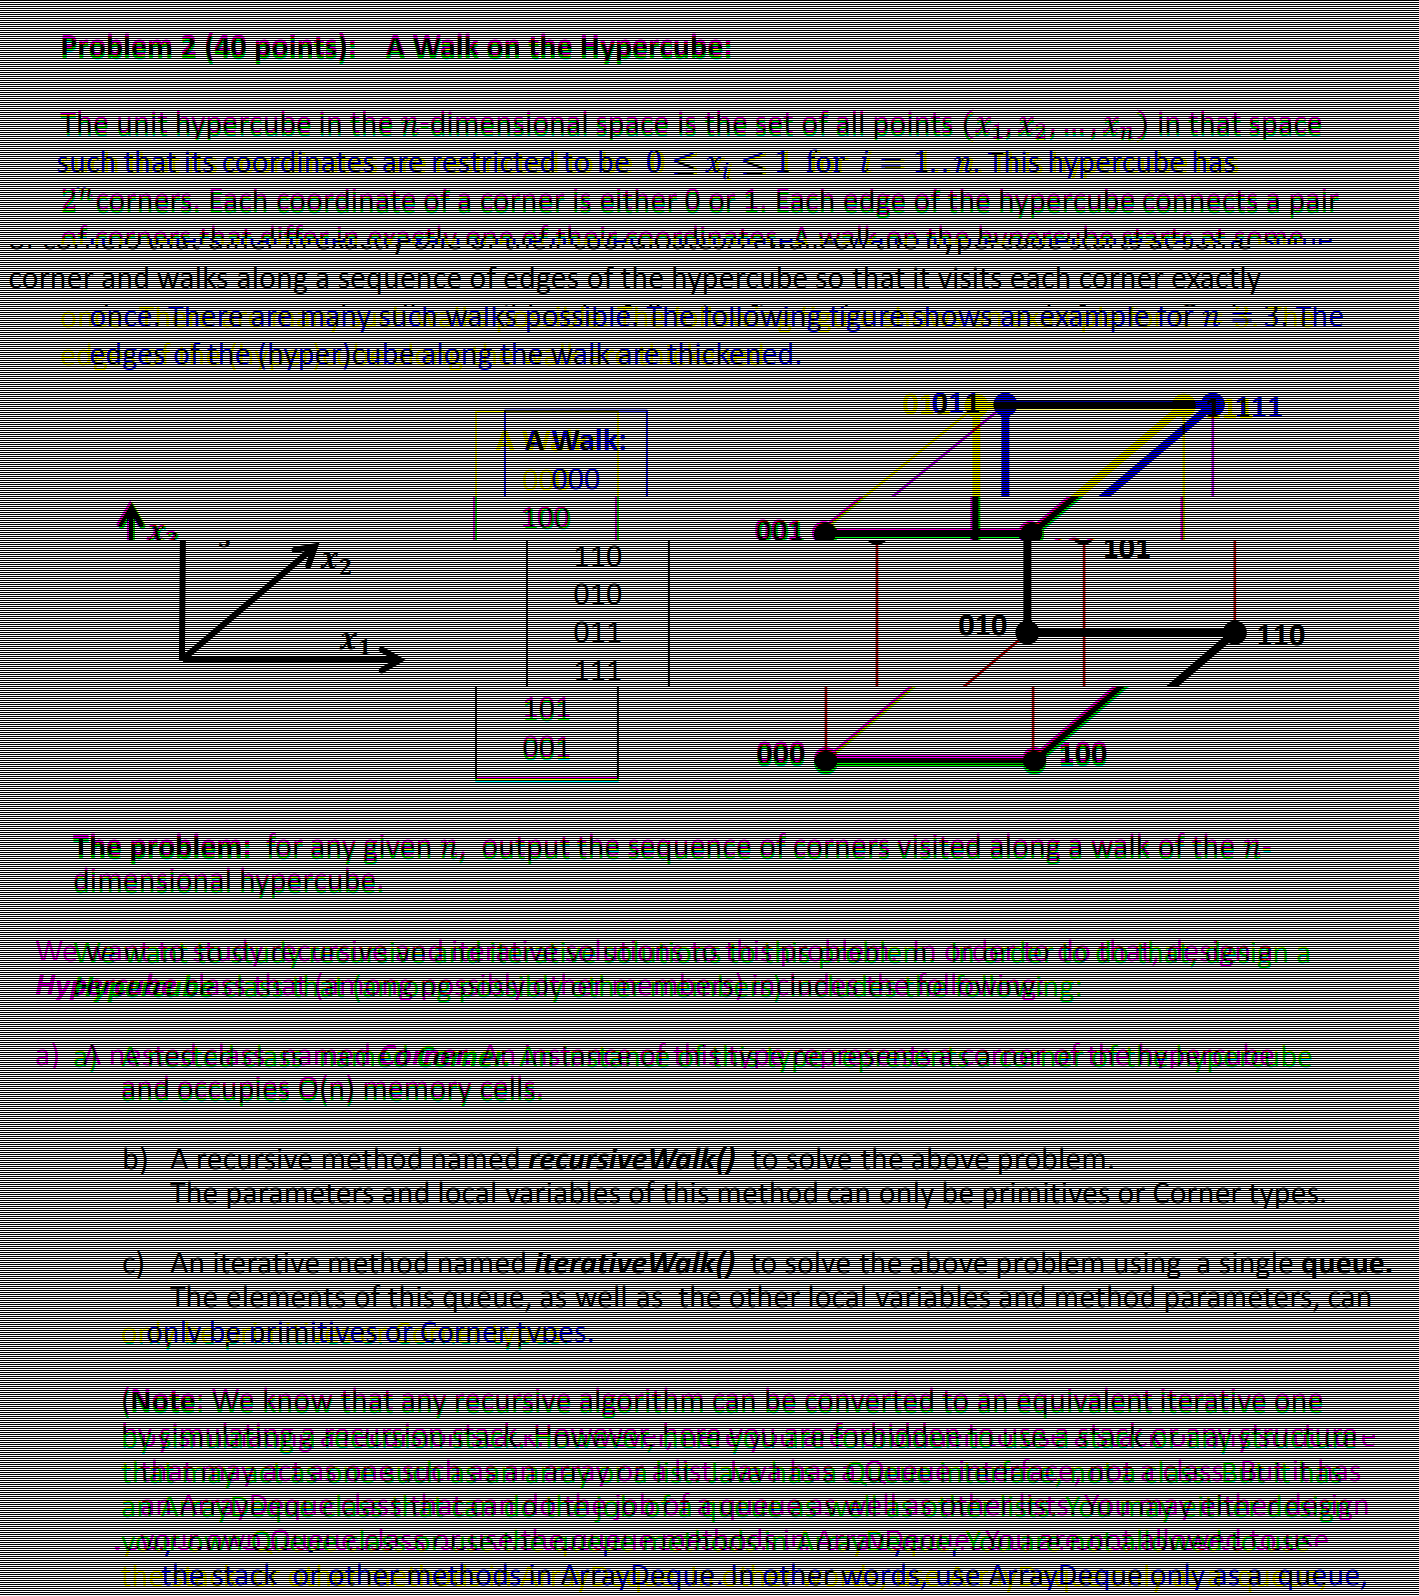 Problem 2 (40 points): A Walk on the Hypercube:
The unit hypercube in the n-dimensional space is the set of all points (x₁, x₂, ..., xₙ) in that space
such that its coordinates are restricted to be 0 ≤ xᵢ ≤ 1 for i = 1..n. This hypercube has
2ⁿcorners. Each coordinate of a corner is either 0 or 1. Each edge of the hypercube connects a pair
of corners that differ in exactly one of their coordinates. A walk on the hypercube starts at some
corner and walks along a sequence of edges of the hypercube so that it visits each corner exactly
once. There are many such walks possible. The following figure shows an example for n = 3. The
edges of the (hyper)cube along the walk are thickened.
x₂
x₁
A Walk:
000
100
110
010
011
111
101
001
011
111
001
101
010
110
000
100
The problem: for any given n, output the sequence of corners visited along a walk of the n-
dimensional hypercube.
We want to study recursive and iterative solutions to this problem. In order to do that, design a
Hypercube class that (among possibly other members) includes the following:
a) A nested class named Corner. An instance of this type represents a corner of the hypercube
and occupies O(n) memory cells.
b) A recursive method named recursiveWalk() to solve the above problem.
The parameters and local variables of this method can only be primitives or Corner types.
c) An iterative method named iterativeWalk() to solve the above problem using a single queue.
The elements of this queue, as well as the other local variables and method parameters, can
only be primitives or Corner types.
(Note: We know that any recursive algorithm can be converted to an equivalent iterative one
by simulating a recursion stack. However, here you are forbidden to use a stack or any structure
that may act as one such as an array or a list. Java has a Queue interface, not a class. But it has
an ArrayDeque class that can do the job of a queue as well as other lists. You may either design
your own Queue class or use the queue methods in ArrayDeque. You are not allowed to use
the stack or other methods in ArrayDeque. In other words, use ArrayDeque only as a queue,